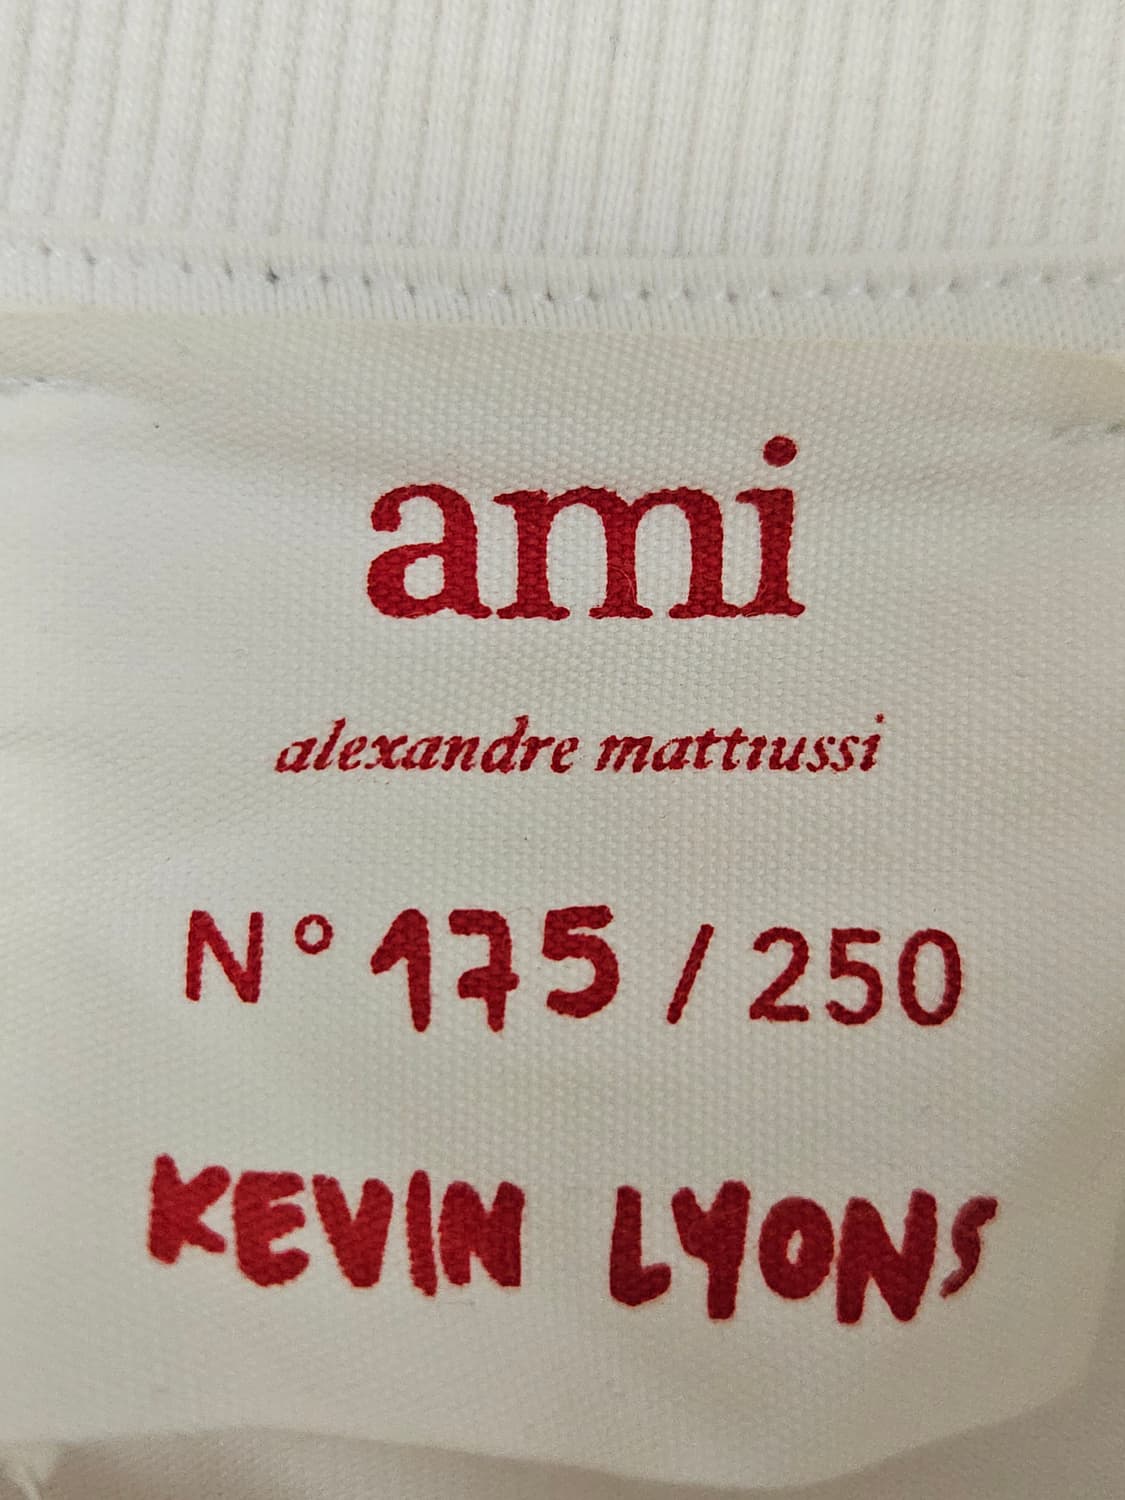 ami
alexandre mattiussi
N° 175 / 250
KEVIN LYONS